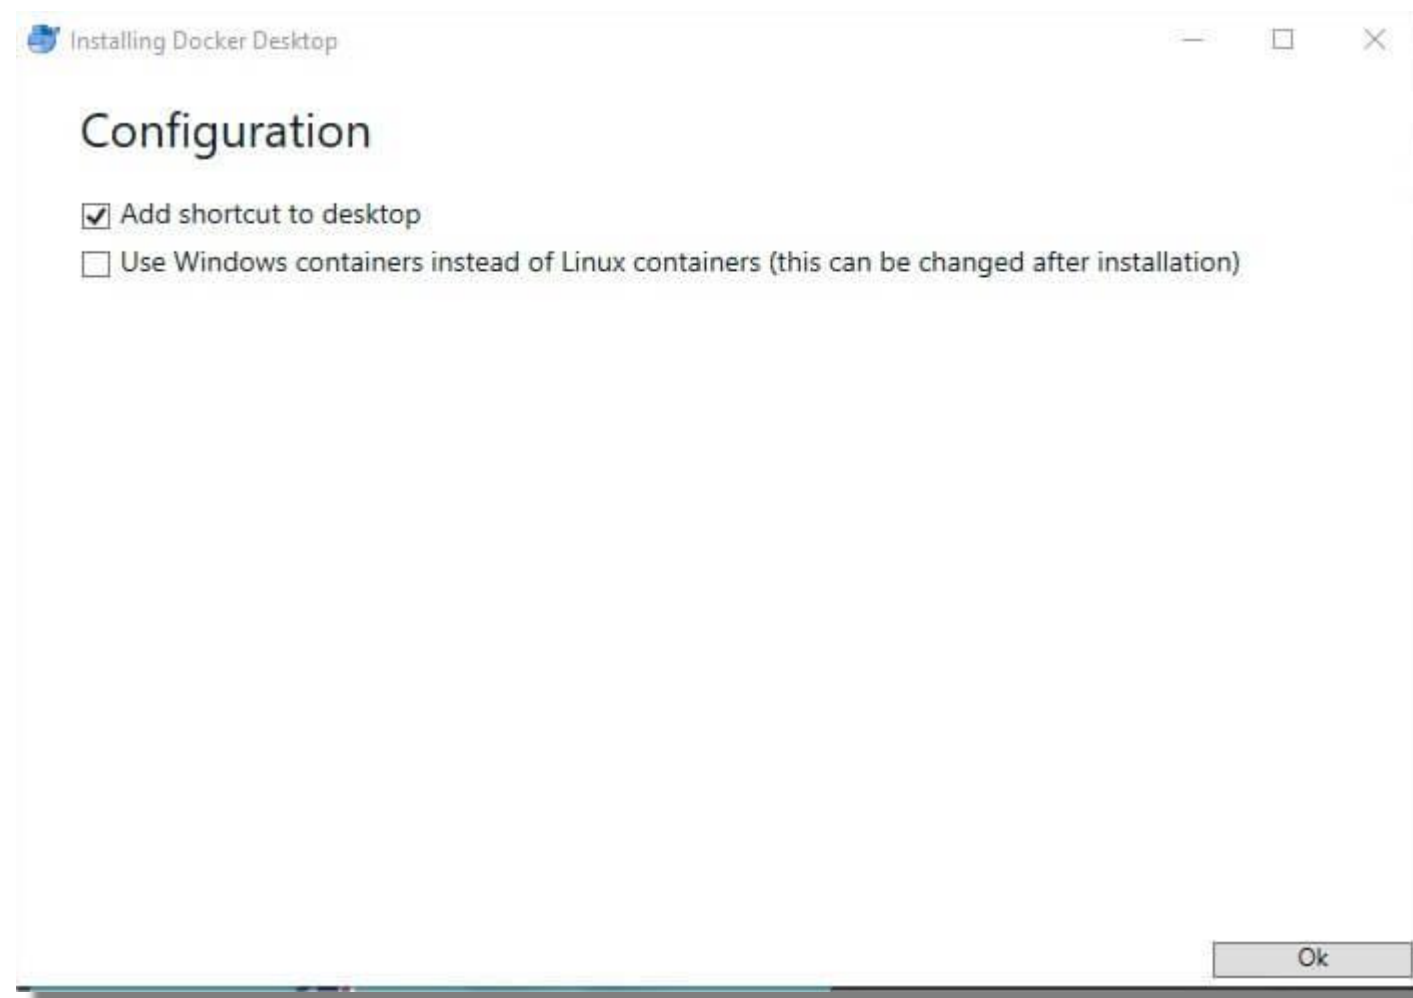 Installing Docker Desktop
Configuration
Add shortcut to desktop
Use Windows containers instead of Linux containers (this can be changed after installation)
Ok